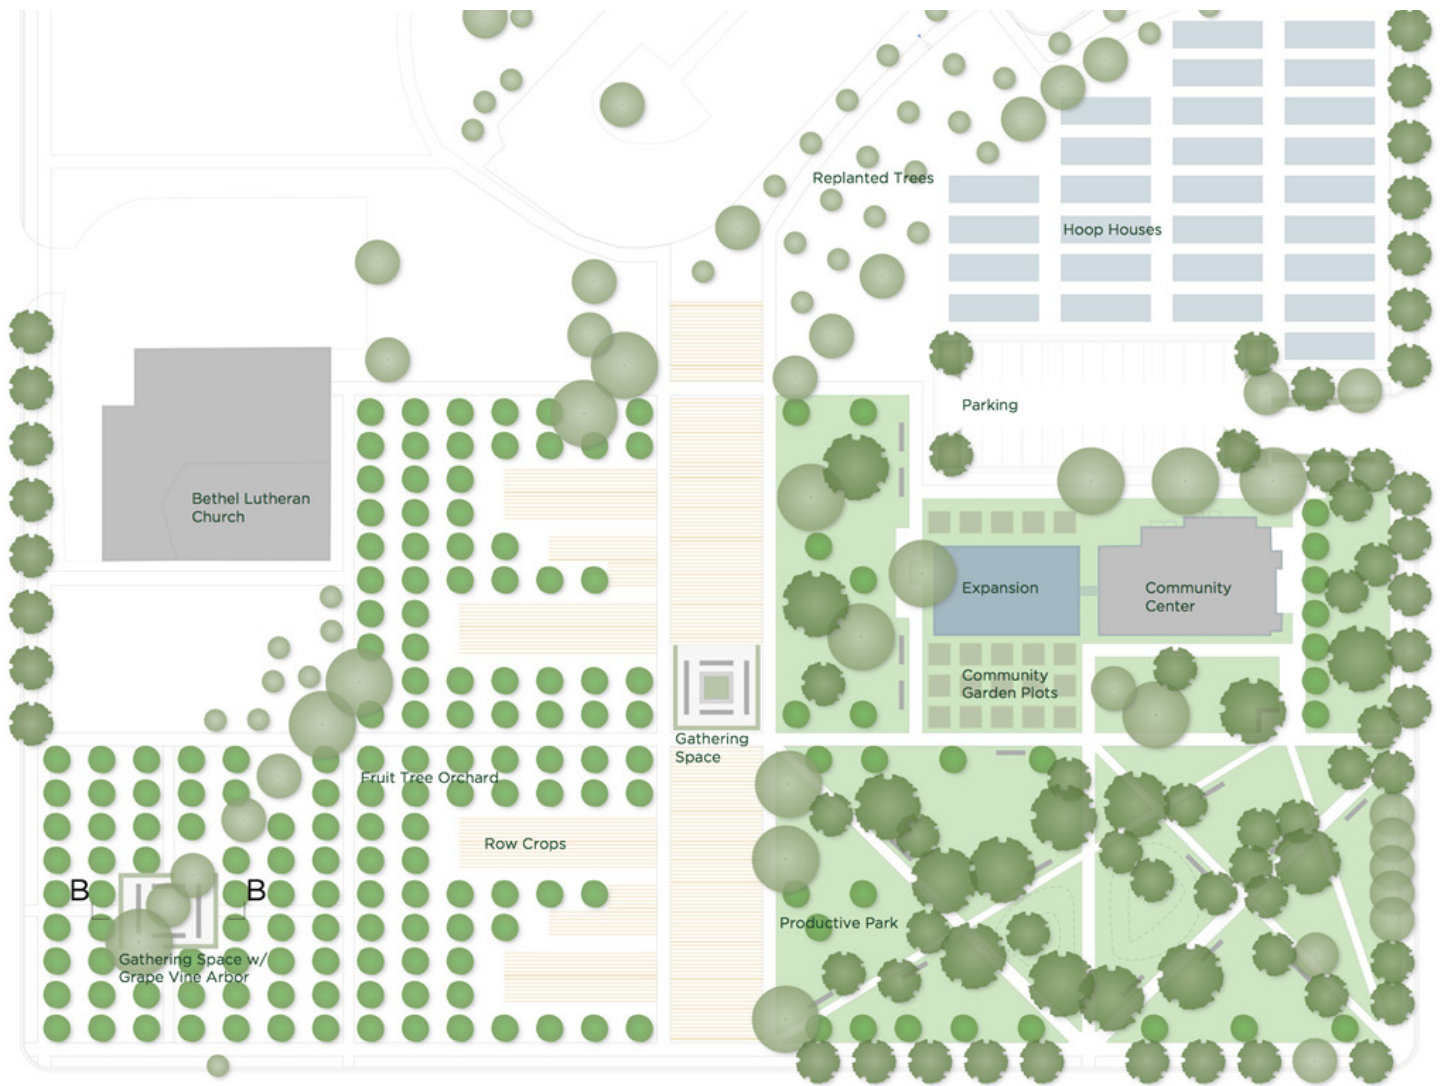 Replanted Trees
Hoop Houses
Parking
Bethel Lutheran
Church
Expansion
Community
Center
Community
Garden Plots
Gathering
Space
Fruit Tree Orchard
Row Crops
B
B
Productive Park
Gathering Space w/
Grape Vine Arbor